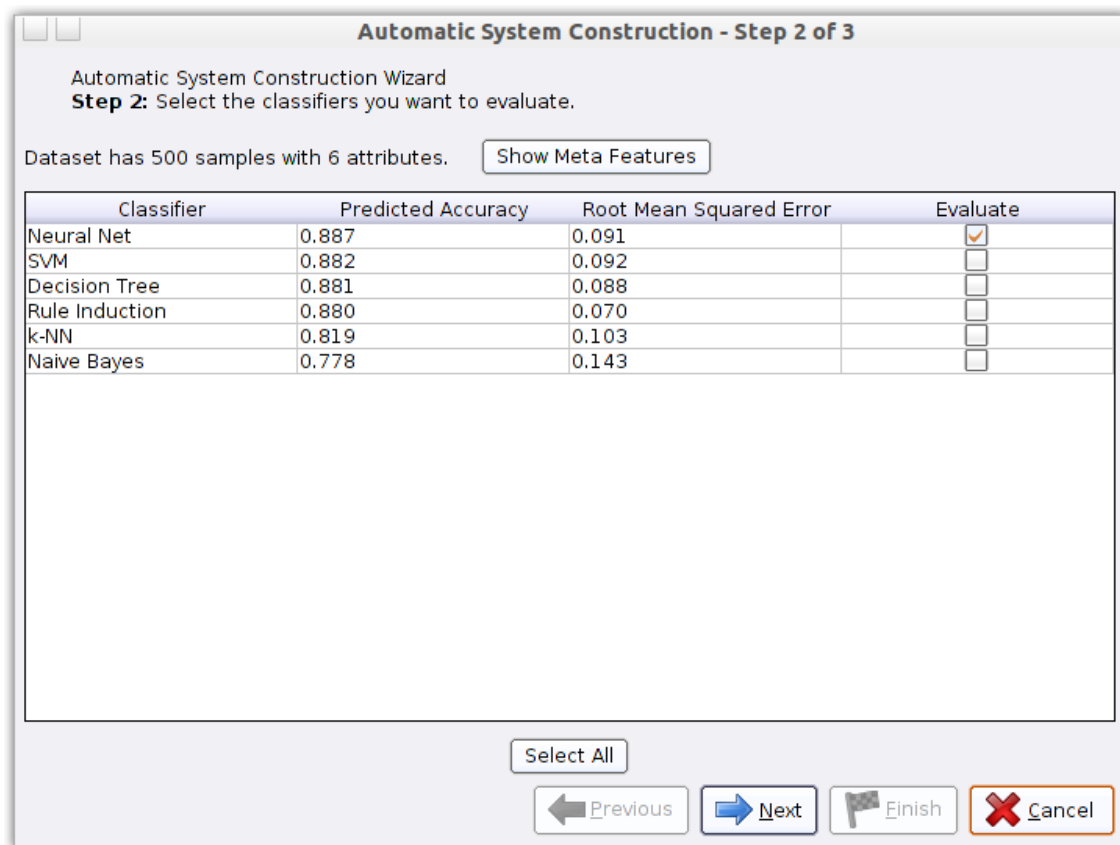 Automatic System Construction - Step 2 of 3
Automatic System Construction Wizard
Step 2: Select the classifiers you want to evaluate.
Dataset has 500 samples with 6 attributes. Show Meta Features
Classifier Predicted Accuracy Root Mean Squared Error Evaluate
Neural Net 0.887 0.091
SVM 0.882 0.092
Decision Tree 0.881 0.088
Rule Induction 0.880 0.070
k-NN 0.819 0.103
Naive Bayes 0.778 0.143
Select All
Previous Next Finish Cancel